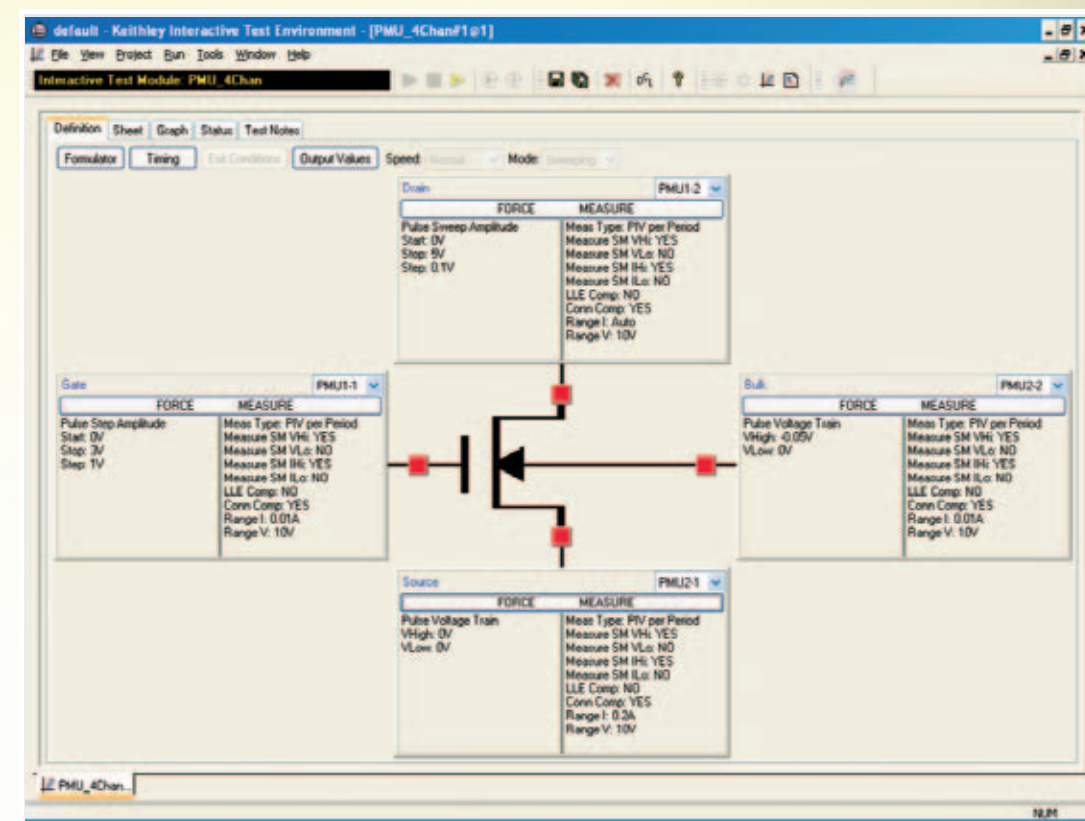 default - Keithley Interactive Test Environment - [PMU_4Chan#1@1]
File View Project Run Tools Window Help
Interactive Test Module: PMU_4Chan
Definition Sheet Graph Status Test Notes
Formulator Timing Exit Conditions Output Values Speed: Normal Mode: Sweeping
Drain PMU1-2
FORCE MEASURE
Pulse Sweep Amplitude
Start: 0V
Stop: 5V
Step: 0.1V
Meas Type: PIV per Period
Measure SM VHi: YES
Measure SM VLo: NO
Measure SM IHi: YES
Measure SM ILo: NO
LLE Comp: NO
Conn Comp: YES
Range I: Auto
Range V: 10V
Gate PMU1-1
FORCE MEASURE
Pulse Step Amplitude
Start: 0V
Stop: 3V
Step: 1V
Meas Type: PIV per Period
Measure SM VHi: YES
Measure SM VLo: NO
Measure SM IHi: YES
Measure SM ILo: NO
LLE Comp: NO
Conn Comp: YES
Range I: 0.01A
Range V: 10V
Bulk PMU2-2
FORCE MEASURE
Pulse Voltage Train
VHigh: -0.05V
VLow: 0V
Meas Type: PIV per Period
Measure SM VHi: YES
Measure SM VLo: NO
Measure SM IHi: YES
Measure SM ILo: NO
LLE Comp: NO
Conn Comp: YES
Range I: 0.01A
Range V: 10V
Source PMU2-1
FORCE MEASURE
Pulse Voltage Train
VHigh: 0V
VLow: 0V
Meas Type: PIV per Period
Measure SM VHi: YES
Measure SM VLo: NO
Measure SM IHi: YES
Measure SM ILo: NO
LLE Comp: NO
Conn Comp: YES
Range I: 0.2A
Range V: 10V
PMU_4Chan...
NUM